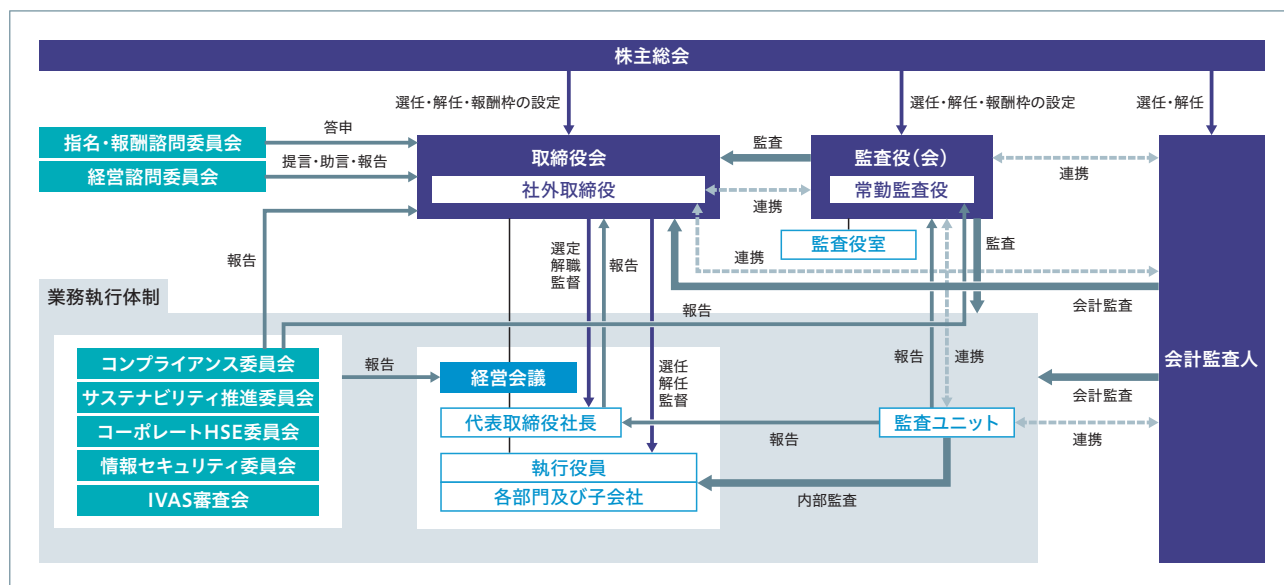 株主総会
選任・解任・報酬枠の設定
選任・解任・報酬枠の設定
選任・解任
指名・報酬諮問委員会
答申
経営諮問委員会
提言・助言・報告
取締役会
社外取締役
監査
連携
監査役(会)
常勤監査役
連携
監査役室
監査
報告
選定
解職
監督
報告
連携
会計監査
会計監査人
業務執行体制
報告
コンプライアンス委員会
サステナビリティ推進委員会
コーポレートHSE委員会
情報セキュリティ委員会
IVAS審査会
報告
経営会議
選任
解任
監督
報告
連携
会計監査
代表取締役社長
報告
監査ユニット
連携
執行役員
各部門及び子会社
内部監査